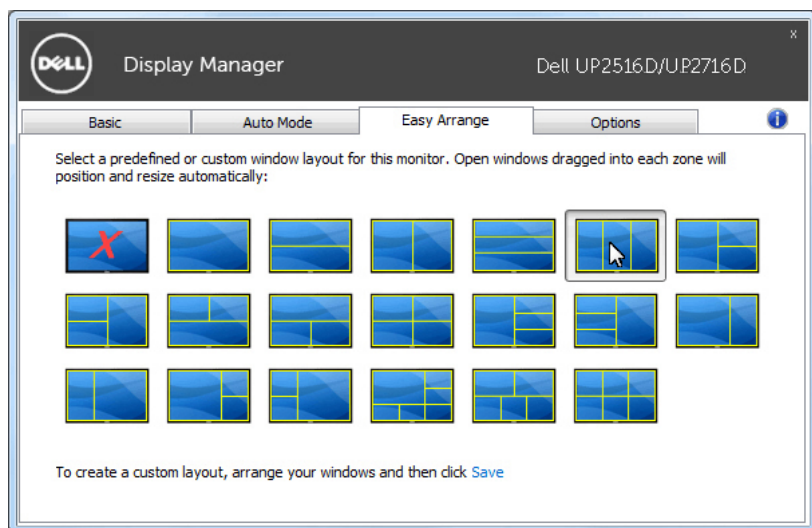 DELL
Display Manager
Dell UP2516D/UP2716D
x
Basic
Auto Mode
Easy Arrange
Options
i
Select a predefined or custom window layout for this monitor. Open windows dragged into each zone will
position and resize automatically:
X
To create a custom layout, arrange your windows and then click Save